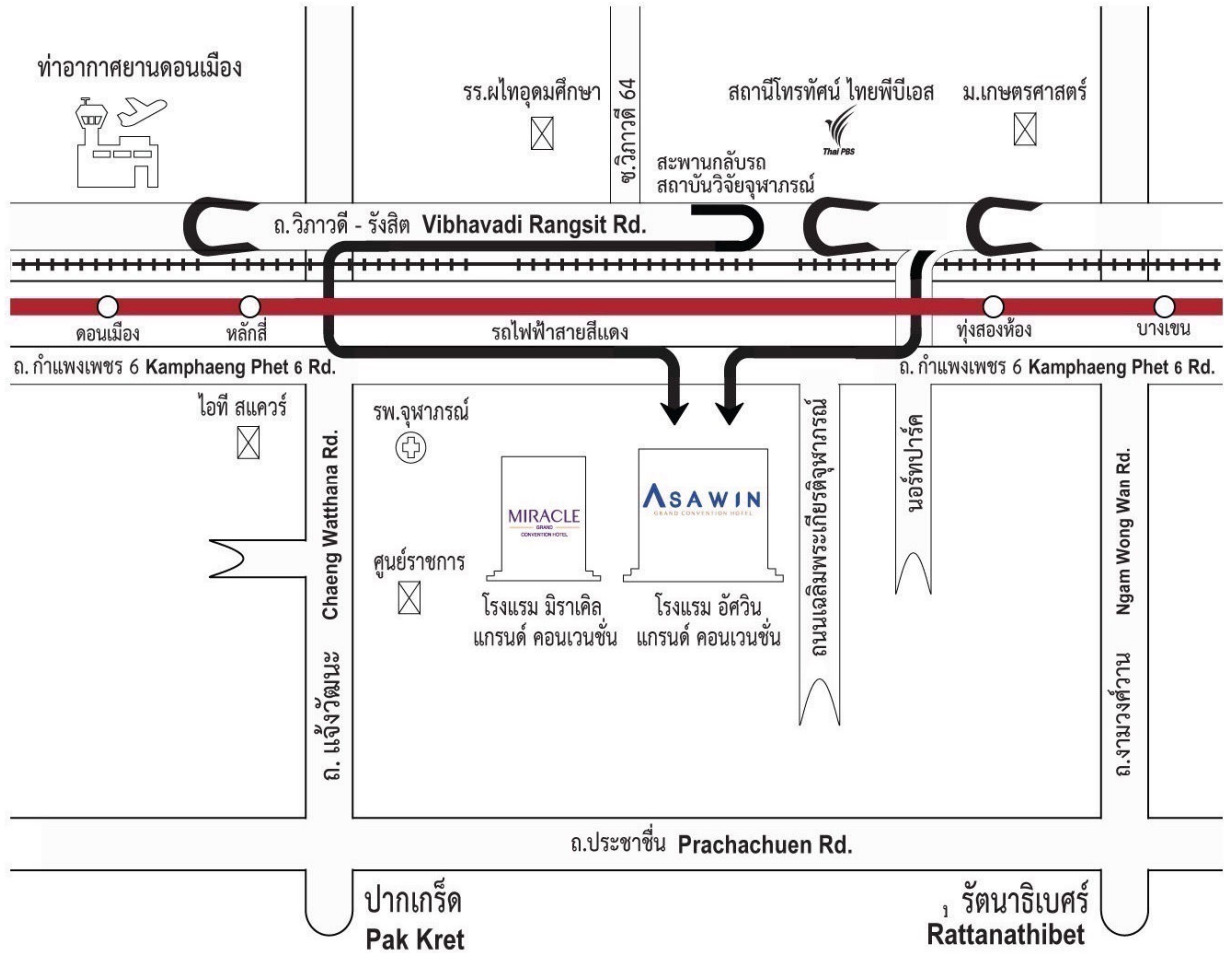 ท่าอากาศยานดอนเมือง
รร.ผไทอุดมศึกษา
ซ.วิภาวดี 64
สถานีโทรทัศน์ ไทยพีบีเอส
Thai PBS
ม.เกษตรศาสตร์
สะพานกลับรถ
สถาบันวิจัยจุฬาภรณ์
ถ.วิภาวดี - รังสิต Vibhavadi Rangsit Rd.
ดอนเมือง
หลักสี่
รถไฟฟ้าสายสีแดง
ทุ่งสองห้อง
บางเขน
ถ. กำแพงเพชร 6 Kamphaeng Phet 6 Rd.
ถ. กำแพงเพชร 6 Kamphaeng Phet 6 Rd.
ไอที สแควร์
รพ.จุฬาภรณ์
ถ. แจ้งวัฒนะ Chaeng Watthana Rd.
ศูนย์ราชการ
MIRACLE
GRAND
CONVENTION HOTEL
โรงแรม มิราเคิล
แกรนด์ คอนเวนชั่น
ASAWIN
GRAND CONVENTION HOTEL
โรงแรม อัศวิน
แกรนด์ คอนเวนชั่น
ถนนเฉลิมพระเกียรติจุฬาภรณ์
นอร์ทปาร์ค
ถ.งามวงศ์วาน Ngam Wong Wan Rd.
ถ.ประชาชื่น Prachachuen Rd.
ปากเกร็ด
Pak Kret
รัตนาธิเบศร์
Rattanathibet